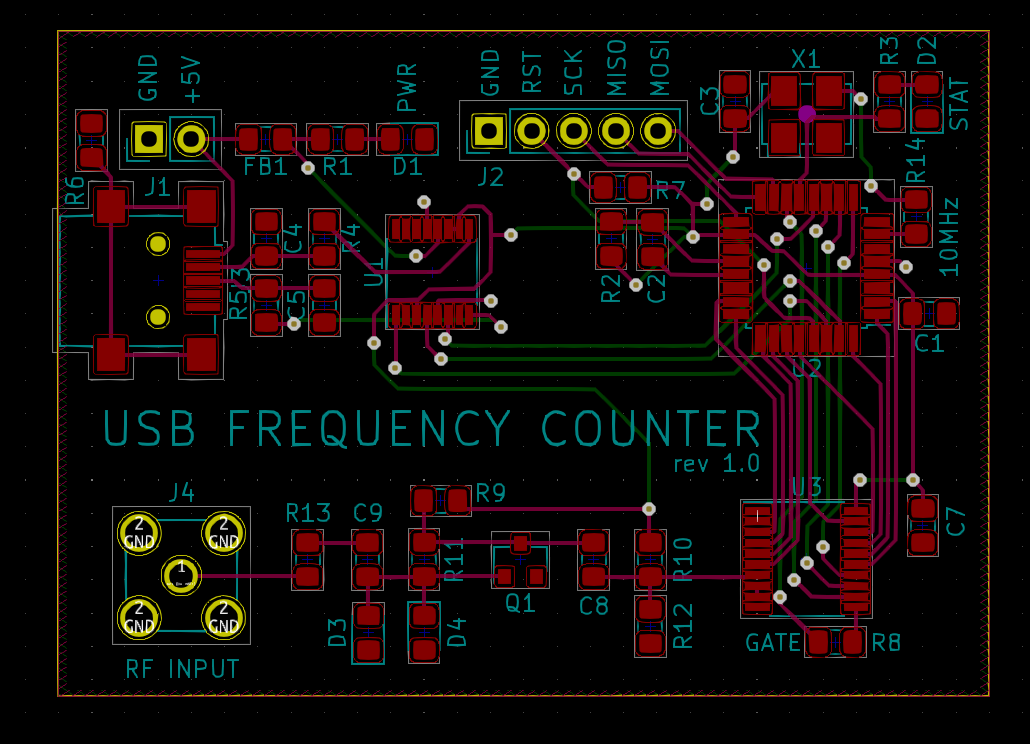 GND
+5V
PWR
GND
RST
SCK
MISO
MOSI
X1
R3
D2
STAT
C3
FB1
R1
D1
J2
R14
R6
J1
R7
10MHz
C4
R4
U1
R2
C2
R5
J3
C5
C1
U2
USB FREQUENCY COUNTER
rev 1.0
J4
R9
U3
R13
C9
C7
2
GND
2
GND
R11
R10
1
Q1
C8
2
GND
2
GND
D3
D4
R12
GATE
R8
RF INPUT